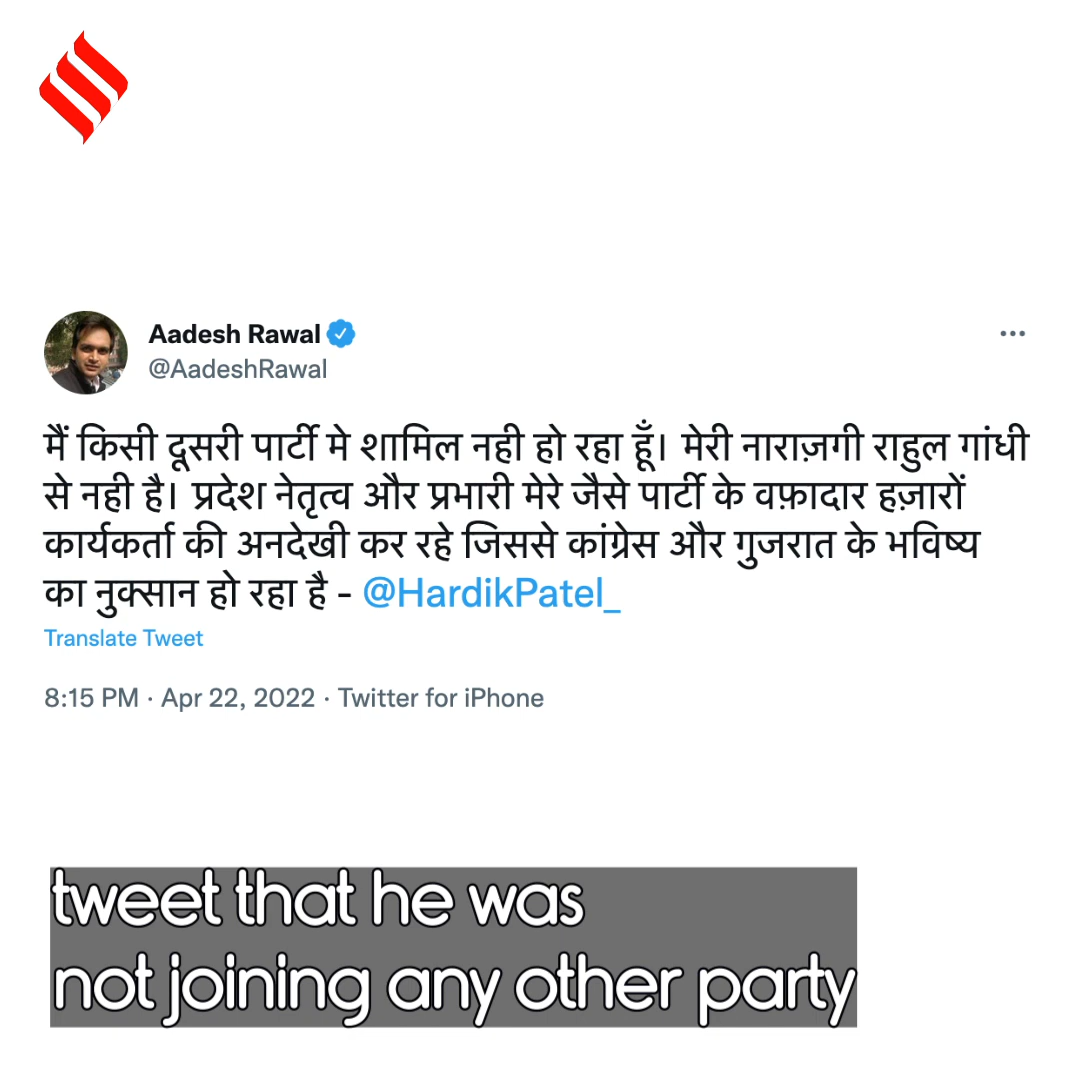 Aadesh Rawal
@AadeshRawal
मैं किसी दूसरी पार्टी मे शामिल नही हो रहा हूँ। मेरी नाराज़गी राहुल गांधी
से नही है। प्रदेश नेतृत्व और प्रभारी मेरे जैसे पार्टी के वफ़ादार हज़ारों
कार्यकर्ता की अनदेखी कर रहे जिससे कांग्रेस और गुजरात के भविष्य
का नुक्सान हो रहा है - @HardikPatel_
Translate Tweet
8:15 PM · Apr 22, 2022 · Twitter for iPhone
tweet that he was
not joining any other party